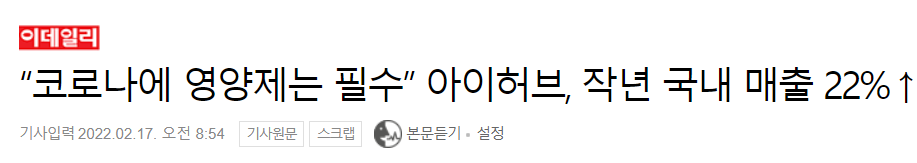 이데일리
“코로나에 영양제는 필수” 아이허브, 작년 국내 매출 22%↑
기사입력 2022.02.17. 오전 8:54 기사원문 스크랩 본문듣기 · 설정